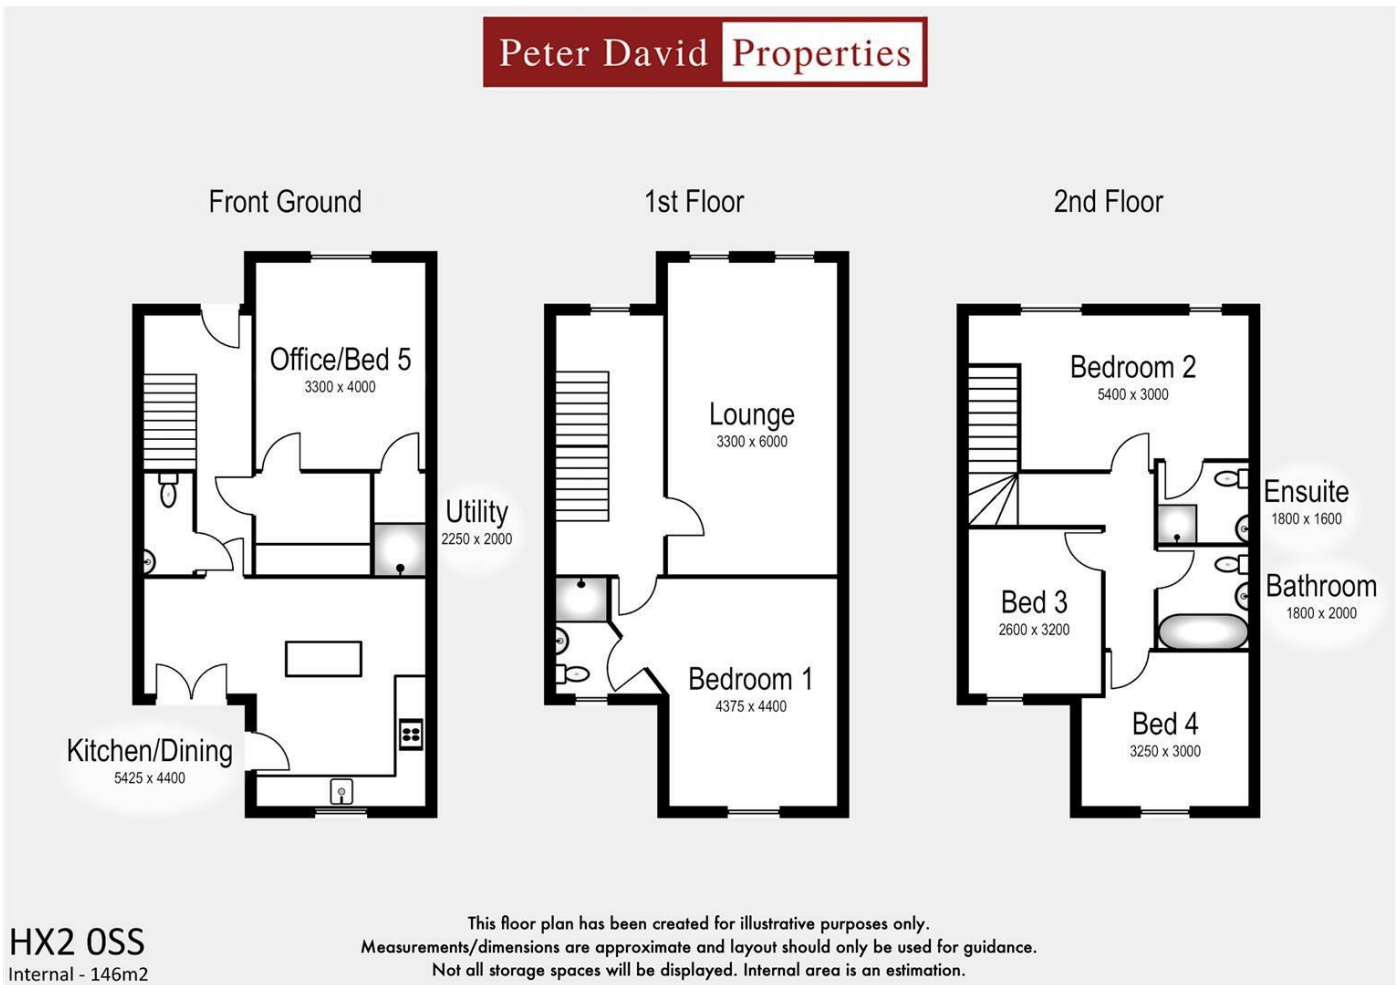 Peter David Properties
Front Ground
1st Floor
2nd Floor
Office/Bed 5
3300 x 4000
Utility
2250 x 2000
Kitchen/Dining
5425 x 4400
Lounge
3300 x 6000
Bedroom 1
4375 x 4400
Bedroom 2
5400 x 3000
Ensuite
1800 x 1600
Bathroom
1800 x 2000
Bed 3
2600 x 3200
Bed 4
3250 x 3000
HX2 0SS
Internal - 146m2
This floor plan has been created for illustrative purposes only.
Measurements/dimensions are approximate and layout should only be used for guidance.
Not all storage spaces will be displayed. Internal area is an estimation.